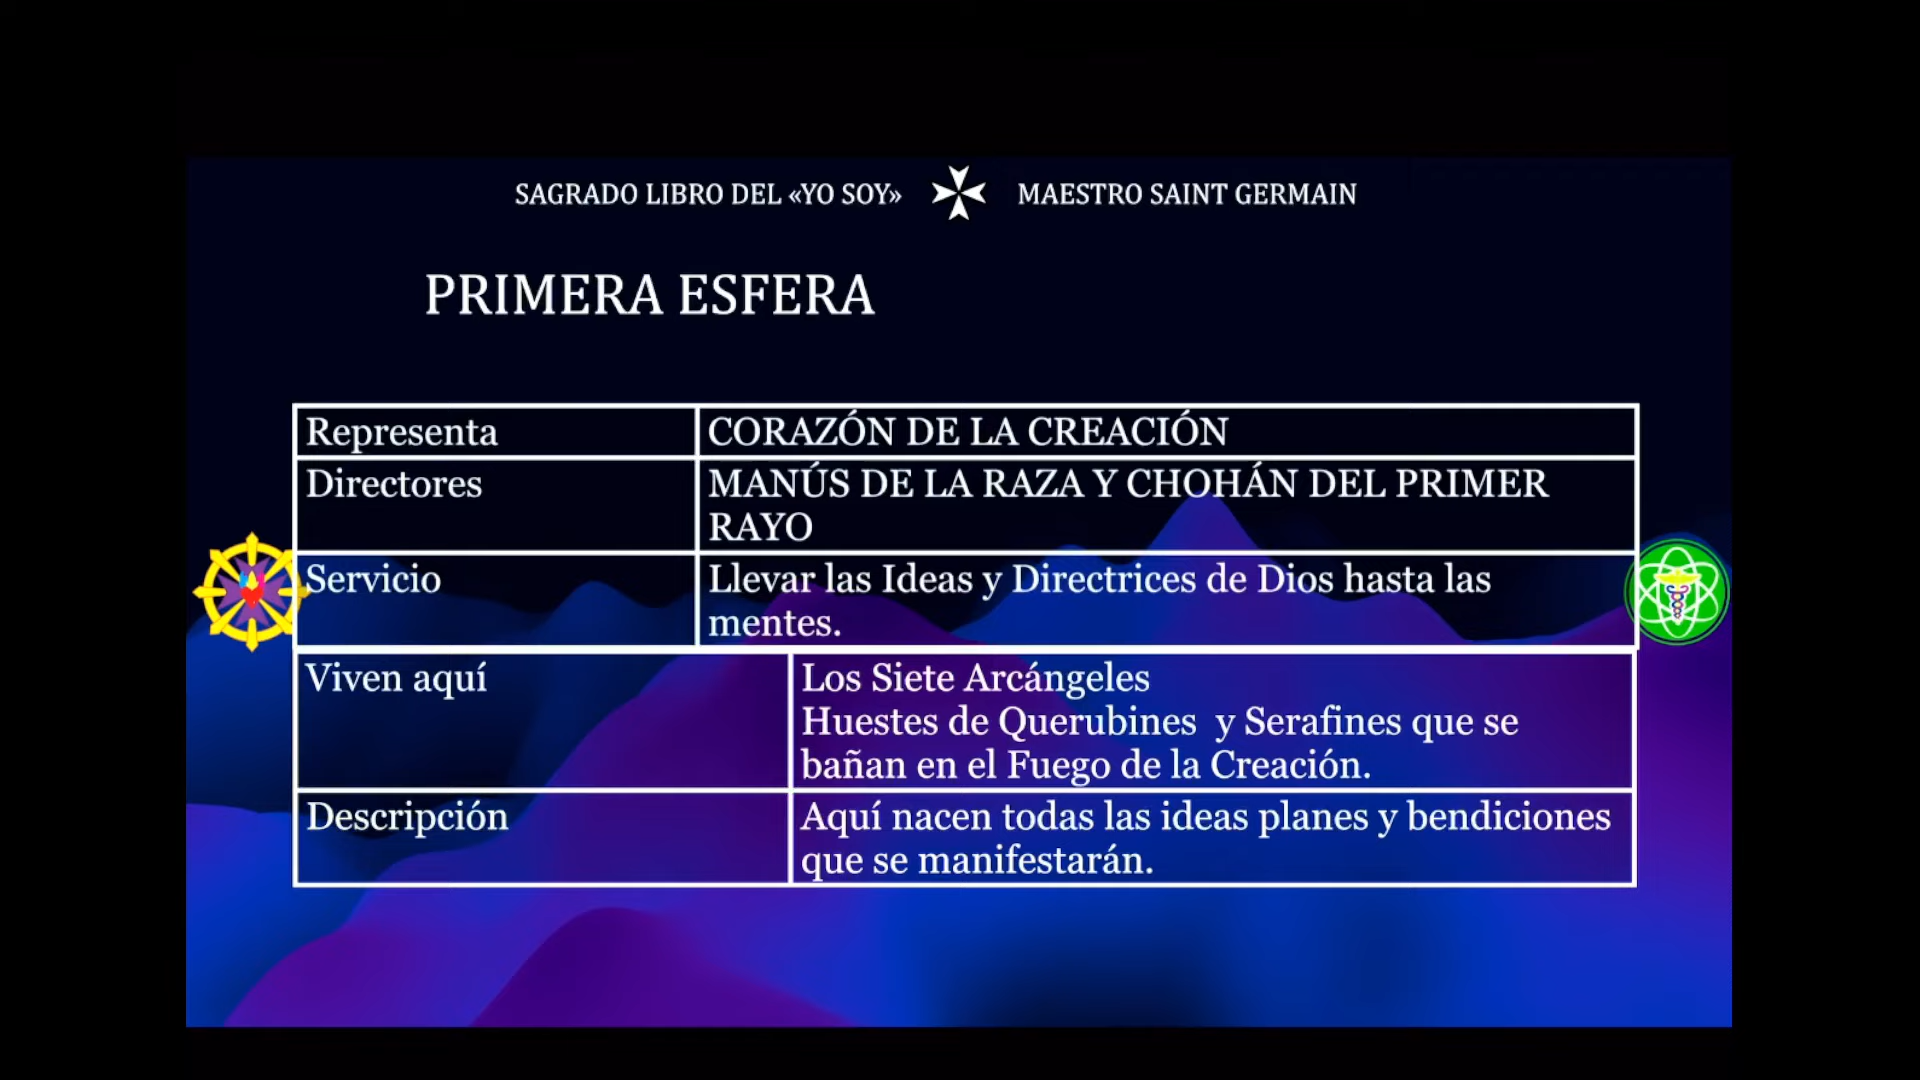 SAGRADO LIBRO DEL «YO SOY» MAESTRO SAINT GERMAIN
PRIMERA ESFERA
Representa CORAZÓN DE LA CREACIÓN
Directores MANÚS DE LA RAZA Y CHOHÁN DEL PRIMER
RAYO
Servicio Llevar las Ideas y Directrices de Dios hasta las
mentes.
Viven aquí Los Siete Arcángeles
Huestes de Querubines y Serafines que se
bañan en el Fuego de la Creación.
Descripción Aquí nacen todas las ideas planes y bendiciones
que se manifestarán.